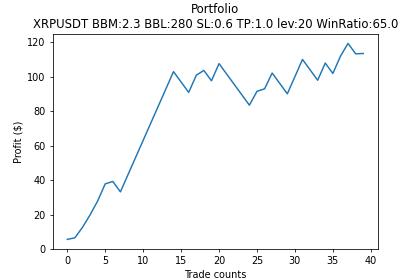 Portfolio
XRPUSDT BBM:2.3 BBL:280 SL:0.6 TP:1.0 lev:20 WinRatio:65.0
120
100
80
60
40
20
0
Profit ($)
0 5 10 15 20 25 30 35 40
Trade counts